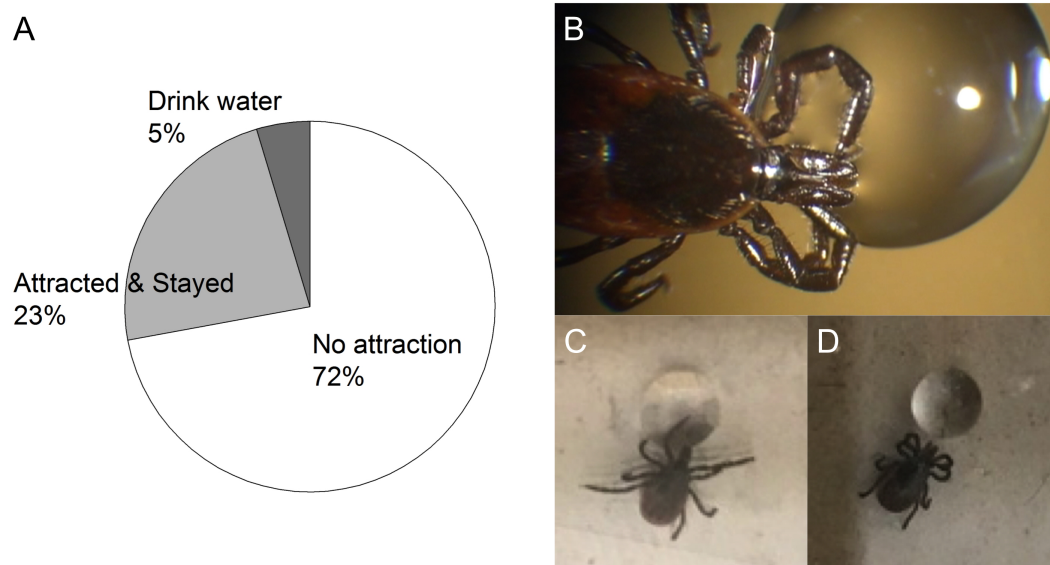 A
Drink water
5%
Attracted & Stayed
23%
No attraction
72%
B
C
D